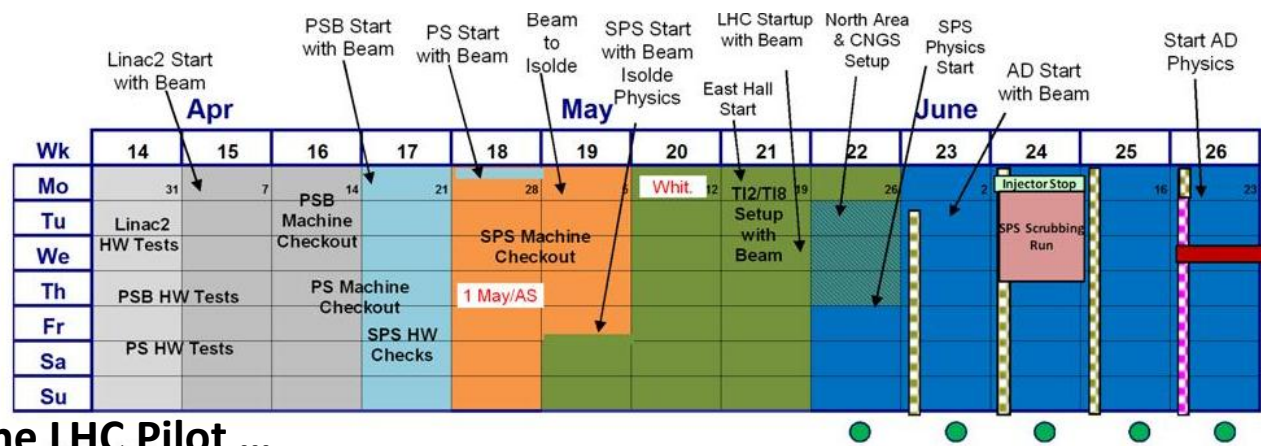 PSB Start
with Beam
PS Start
with Beam
Beam
to
Isolde
SPS Start
with Beam
Isolde
Physics
LHC Startup
with Beam
North Area
& CNGS
Setup
SPS
Physics
Start
Start AD
Physics
Linac2 Start
with Beam
East Hall
Start
AD Start
with Beam
Apr May June
Wk 14 15 16 17 18 19 20 21 22 23 24 25 26
Mo 31 7 14 21 28 5 Whit. 12 19 26 2 Injector Stop 16 23
Tu
We
Th
Fr
Sa
Su
Linac2
HW Tests
PSB HW Tests
PS HW Tests
PSB
Machine
Checkout
PS Machine
Checkout
SPS HW
Checks
SPS Machine
Checkout
1 May/AS
TI2/TI8
Setup
with
Beam
SPS Scrubbing
Run
ne LHC Pilot ...